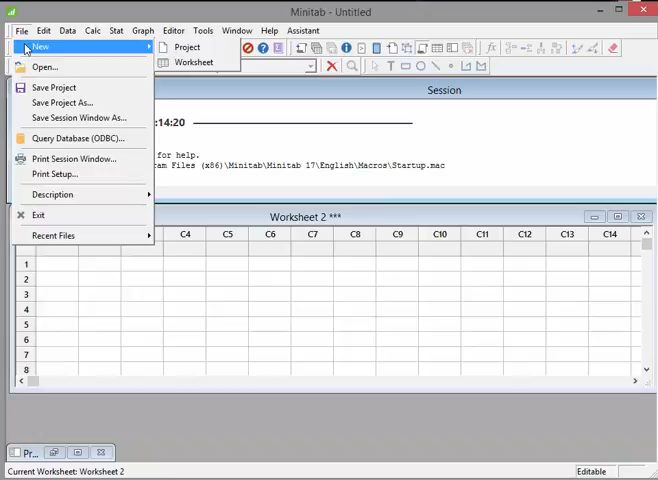 Minitab - Untitled
File Edit Data Calc Stat Graph Editor Tools Window Help Assistant
New
Project
Worksheet
Open...
Save Project
Save Project As...
Save Session Window As...
Query Database (ODBC)...
Print Session Window...
Print Setup...
Description
Exit
Recent Files
Session
:14:20
for help.
ram Files (x86)\Minitab\Minitab 17\English\Macros\Startup.mac
Worksheet 2 ***
C4 C5 C6 C7 C8 C9 C10 C11 C12 C13 C14
1
2
3
4
5
6
7
8
Pr...
Current Worksheet: Worksheet 2
Editable